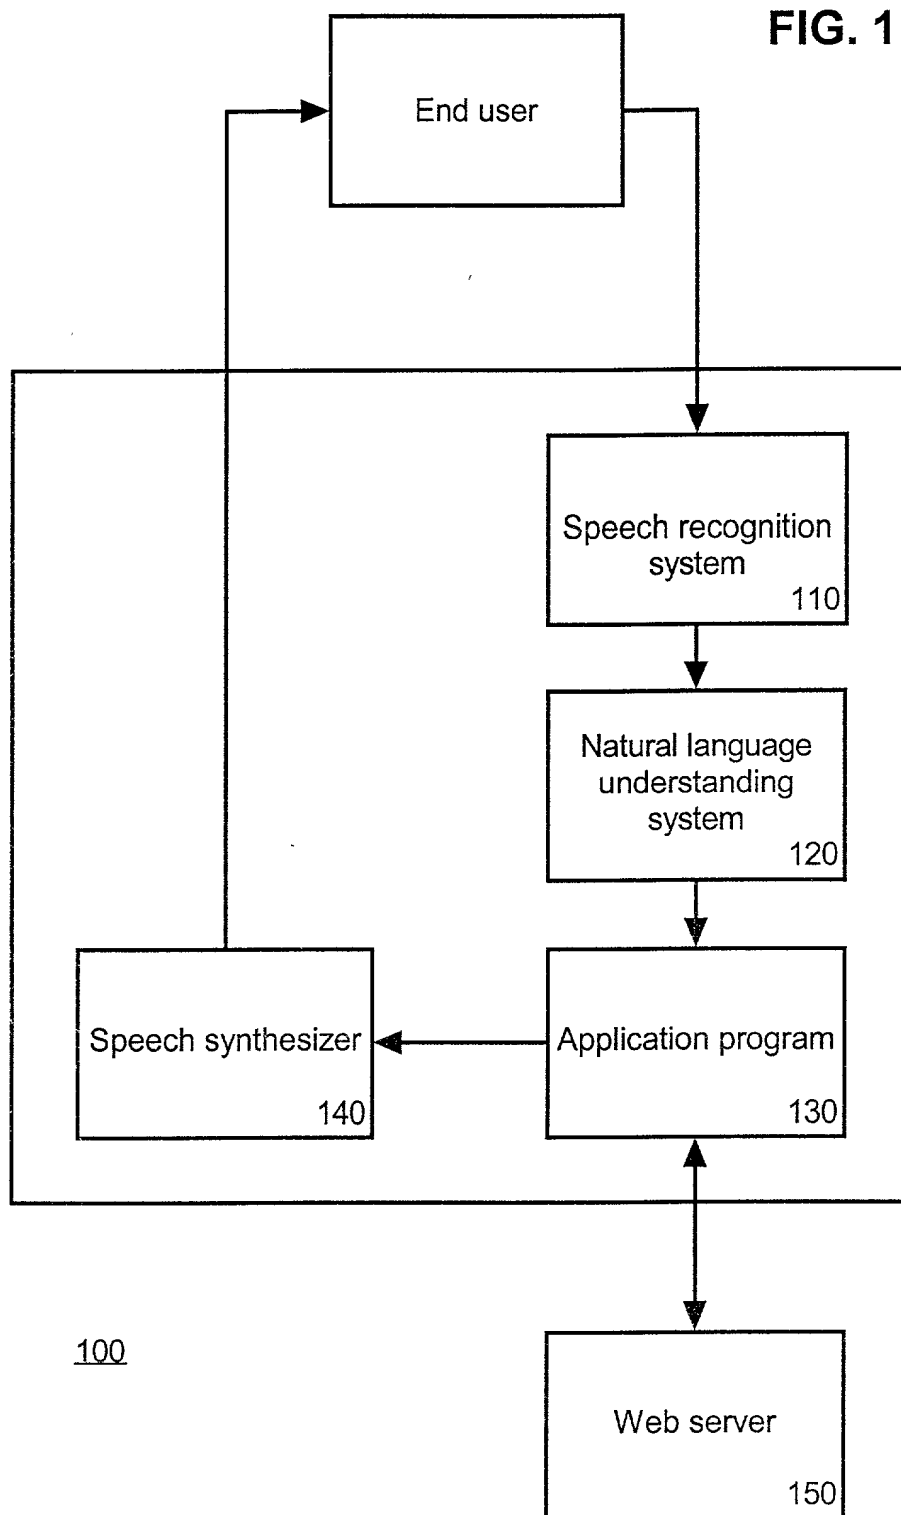 FIG. 1
End user
Speech recognition
system
110
Natural language
understanding
system
120
Speech synthesizer
140
Application program
130
100
Web server
150